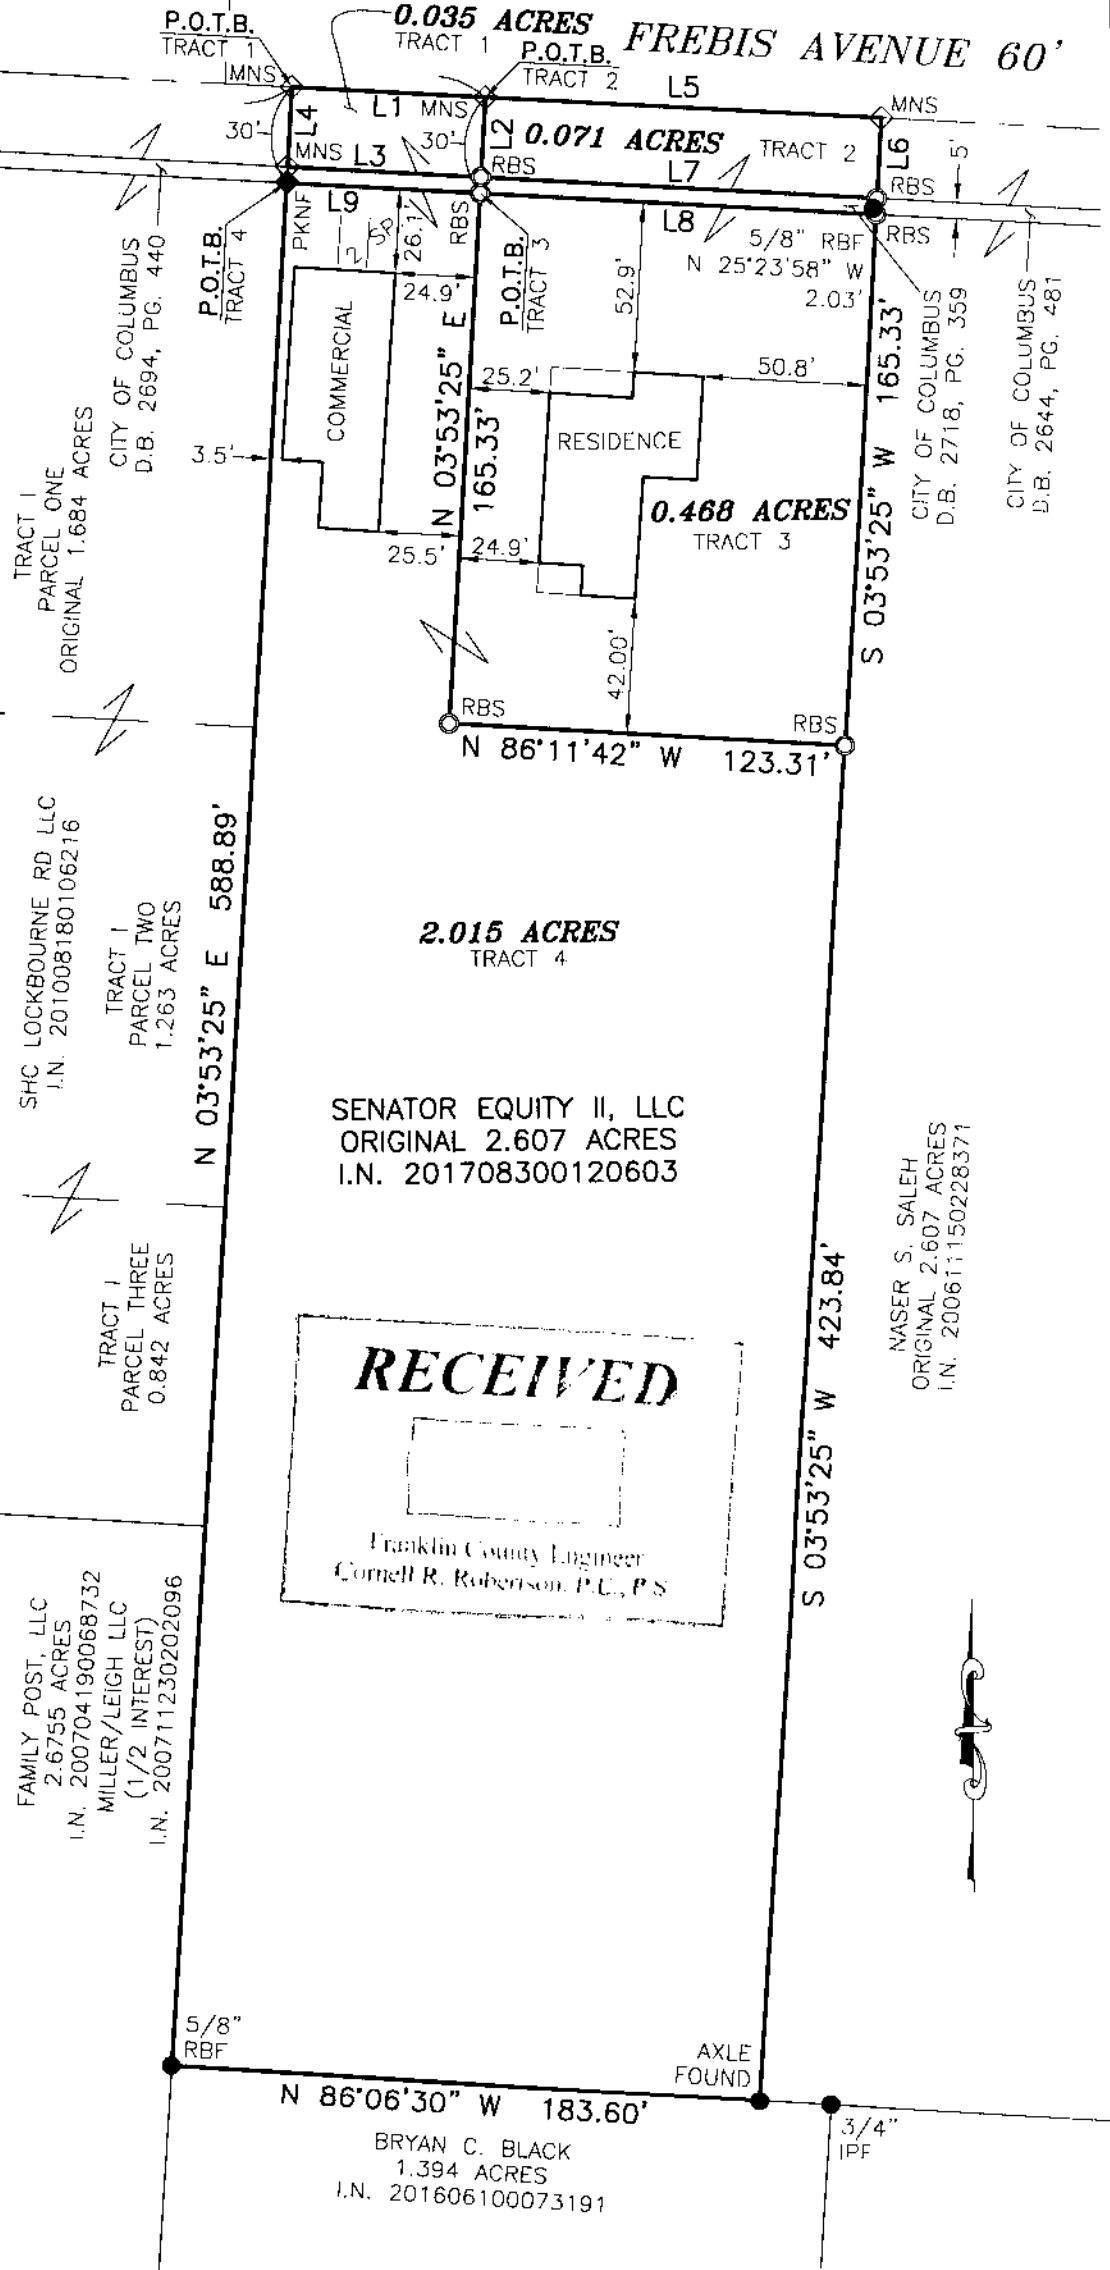 P.O.T.B.
TRACT 1
0.035 ACRES
TRACT 1
P.O.T.B.
TRACT 2
FREBIS AVENUE 60'
MNS
L1
MNS
L5
MNS
30'
L4
30'
L2
0.071 ACRES
TRACT 2
L6
5'
MNS
L3
RBS
L7
RBS
L9
L8
RBS
PKNF
RBS
5/8" RBF
N 25°23'58" W
2.03'
P.O.T.B.
TRACT 4
P.O.T.B.
TRACT 3
26.1'
24.9'
52.9'
CITY OF COLUMBUS
D.B. 2694, PG. 440
CITY OF COLUMBUS
D.B. 2718, PG. 359
CITY OF COLUMBUS
D.B. 2644, PG. 481
COMMERCIAL
N 03°53'25" E
165.33'
25.2'
50.8'
RESIDENCE
S 03°53'25" W 165.33'
3.5'
0.468 ACRES
TRACT 3
25.5'
24.9'
42.00'
TRACT I
PARCEL ONE
ORIGINAL 1.684 ACRES
RBS
RBS
N 86°11'42" W 123.31'
SHC LOCKBOURNE RD LLC
I.N. 201008180106216
TRACT I
PARCEL TWO
1.263 ACRES
N 03°53'25" E 588.89'
2.015 ACRES
TRACT 4
SENATOR EQUITY II, LLC
ORIGINAL 2.607 ACRES
I.N. 201708300120603
NASER S. SALEH
ORIGINAL 2.607 ACRES
I.N. 200611150228371
TRACT I
PARCEL THREE
0.842 ACRES
S 03°53'25" W 423.84'
RECEIVED
Franklin County Engineer
Cornell R. Robertson, P.E., P.S.
FAMILY POST, LLC
2.6755 ACRES
I.N. 200704190068732
MILLER/LEIGH LLC
(1/2 INTEREST)
I.N. 200711230202096
5/8"
RBF
AXLE
FOUND
N 86°06'30" W 183.60'
3/4"
IPF
BRYAN C. BLACK
1.394 ACRES
I.N. 201606100073191